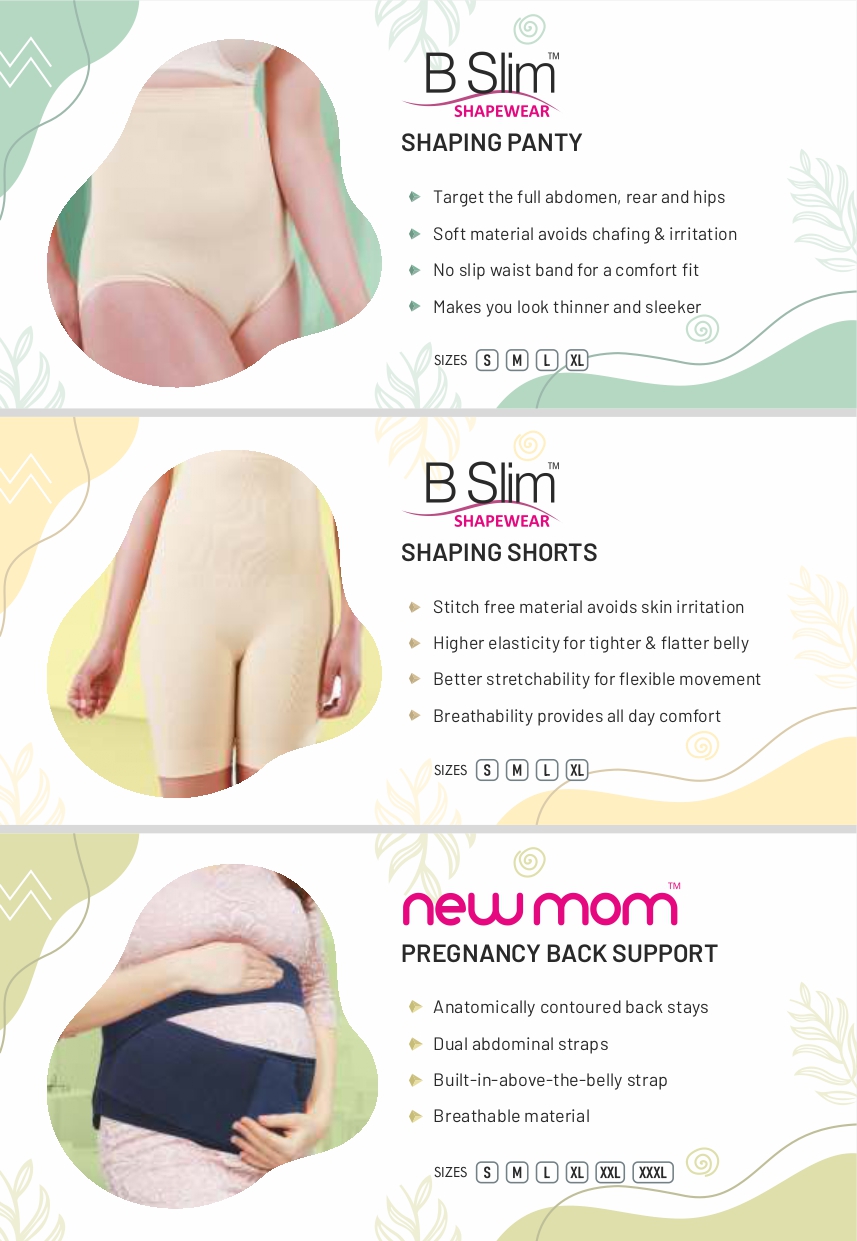 B Slim™
SHAPEWEAR
SHAPING PANTY
Target the full abdomen, rear and hips
Soft material avoids chafing & irritation
No slip waist band for a comfort fit
Makes you look thinner and sleeker
SIZES S M L XL
B Slim™
SHAPEWEAR
SHAPING SHORTS
Stitch free material avoids skin irritation
Higher elasticity for tighter & flatter belly
Better stretchability for flexible movement
Breathability provides all day comfort
SIZES S M L XL
new mom™
PREGNANCY BACK SUPPORT
Anatomically contoured back stays
Dual abdominal straps
Built-in-above-the-belly strap
Breathable material
SIZES S M L XL XXL XXXL